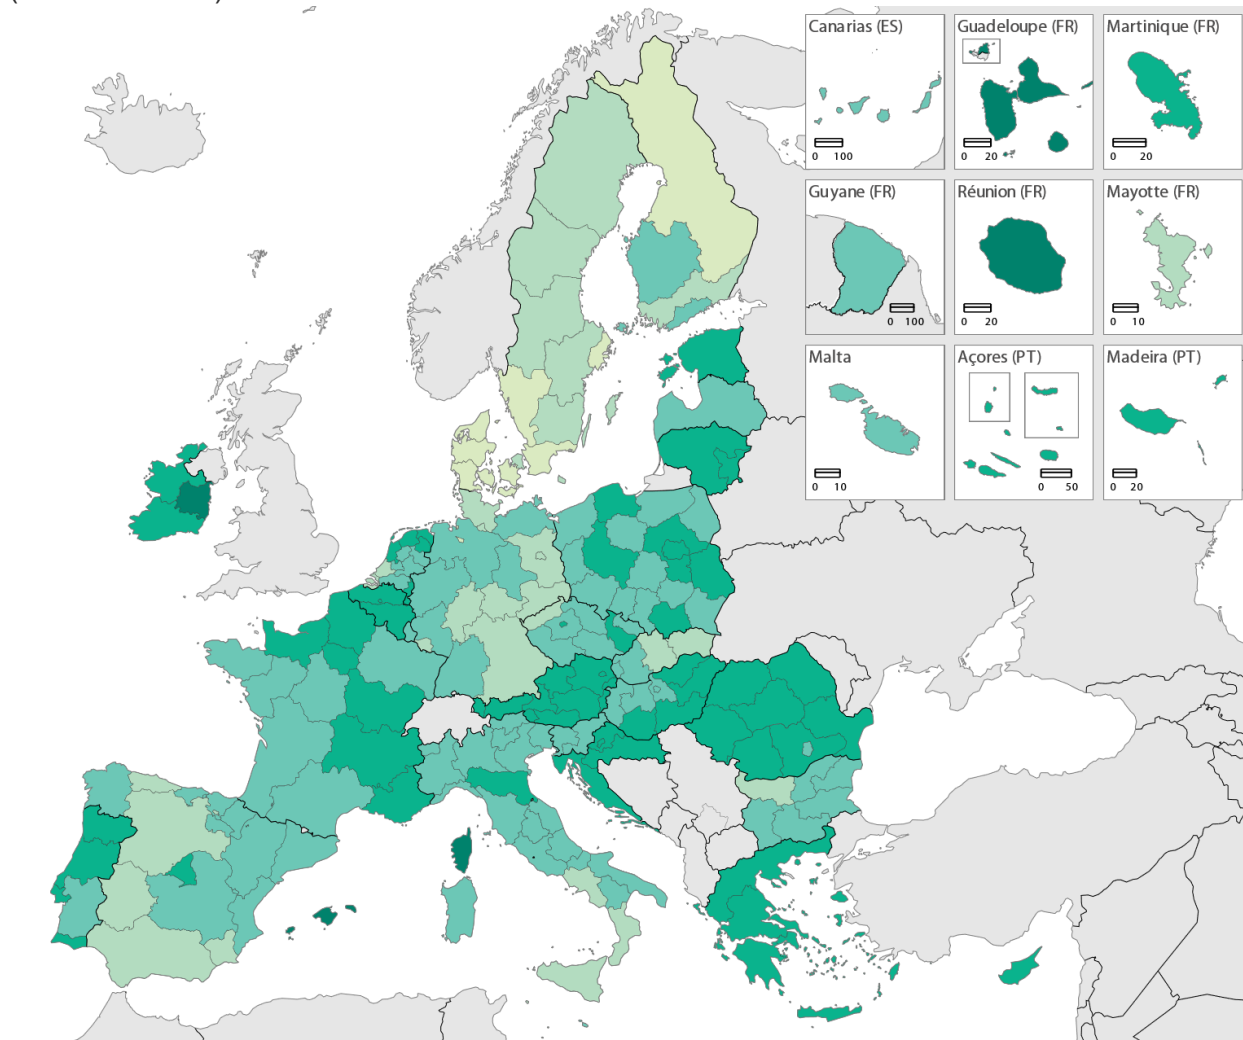 Canarias (ES)
0 100
Guadeloupe (FR)
0 20
Martinique (FR)
0 20
Guyane (FR)
0 100
Réunion (FR)
0 20
Mayotte (FR)
0 10
Malta
0 10
Açores (PT)
0 50
Madeira (PT)
0 20